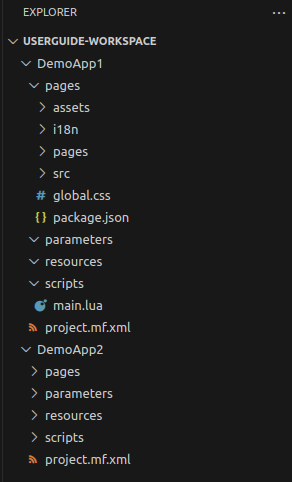 EXPLORER
USERGUIDE-WORKSPACE
DemoApp1
pages
assets
i18n
pages
src
global.css
{} package.json
parameters
resources
scripts
main.lua
project.mf.xml
DemoApp2
pages
parameters
resources
scripts
project.mf.xml